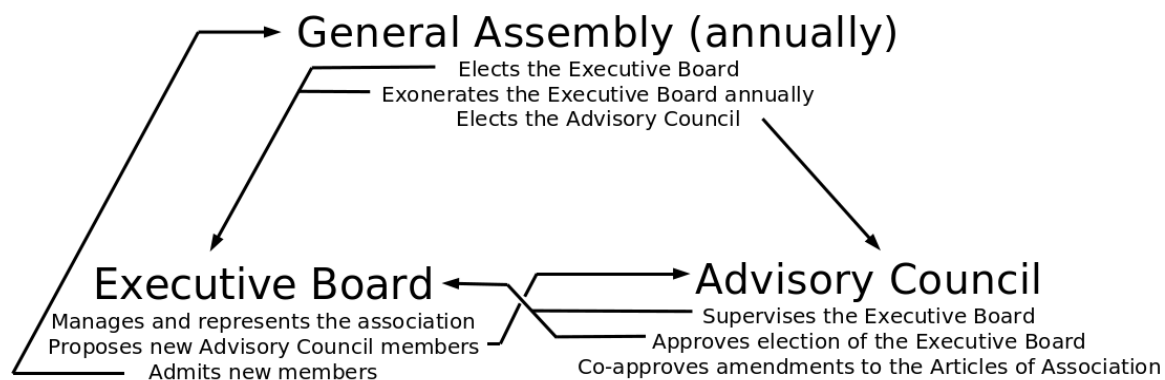 General Assembly (annually)
Elects the Executive Board
Exonerates the Executive Board annually
Elects the Advisory Council
Executive Board
Manages and represents the association
Proposes new Advisory Council members
Admits new members
Advisory Council
Supervises the Executive Board
Approves election of the Executive Board
Co-approves amendments to the Articles of Association